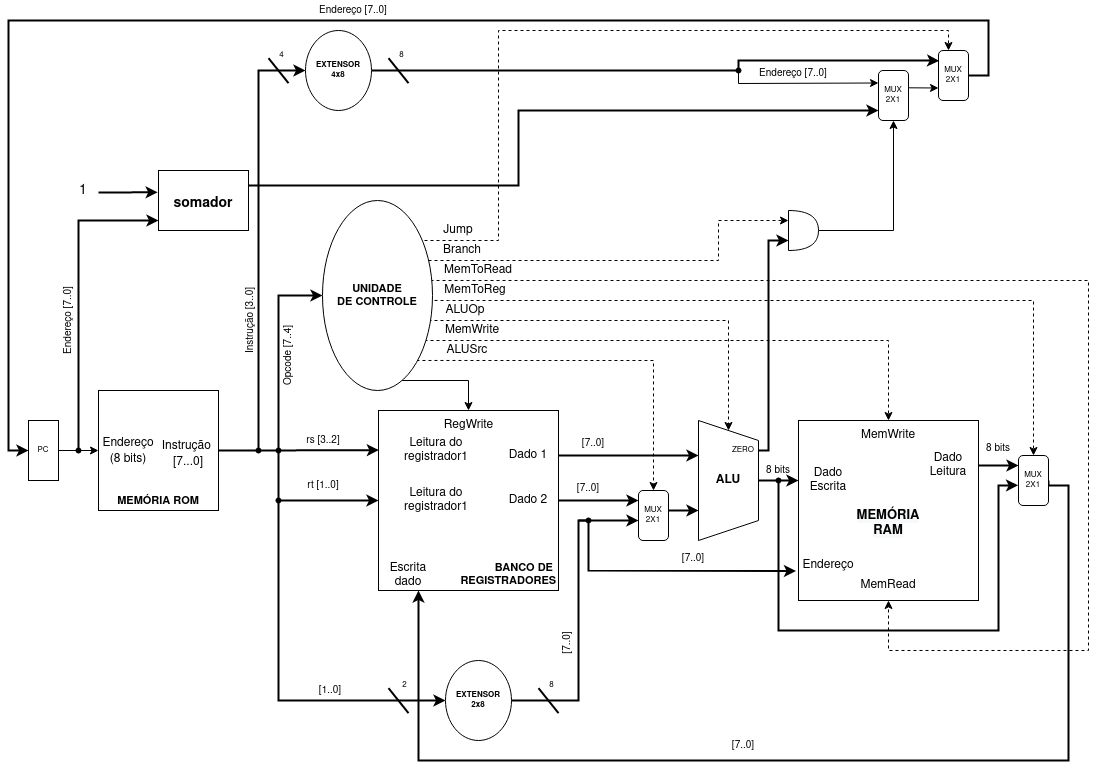 Endereço [7..0]
4
EXTENSOR
4x8
8
Endereço [7..0]
MUX
2X1
MUX
2X1
1
somador
Endereço [7..0]
Instrução [3..0]
Opcode [7..4]
UNIDADE
DE CONTROLE
Jump
Branch
MemToRead
MemToReg
ALUOp
MemWrite
ALUSrc
PC
Endereço
(8 bits)
Instrução
[7...0]
MEMÓRIA ROM
rs [3..2]
rt [1..0]
RegWrite
Leitura do
registrador1
Dado 1
Leitura do
registrador1
Dado 2
Escrita
dado
BANCO DE
REGISTRADORES
[7..0]
[7..0]
MUX
2X1
ZERO
ALU
8 bits
[7..0]
MemWrite
Dado
Escrita
Dado
Leitura
MEMÓRIA
RAM
Endereço
MemRead
8 bits
MUX
2X1
[7..0]
[1..0]
2
EXTENSOR
2x8
8
[7..0]